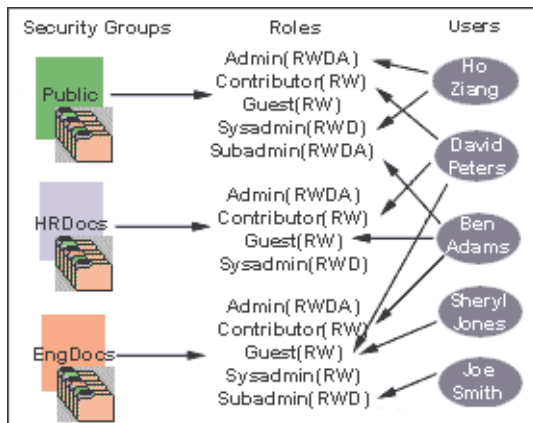 Security Groups
Roles
Users
Public
Admin(RWDA)
Contributor(RW)
Guest(RW)
Sysadmin(RWD)
Subadmin(RWDA)
HRDocs
Admin(RWDA)
Contributor(RW)
Guest(RW)
Sysadmin(RWD)
EngDocs
Admin(RWDA)
Contributor(RW)
Guest(RW)
Sysadmin(RW)
Subadmin(RWD)
Ho
Ziang
David
Peters
Ben
Adams
Sheryl
Jones
Joe
Smith